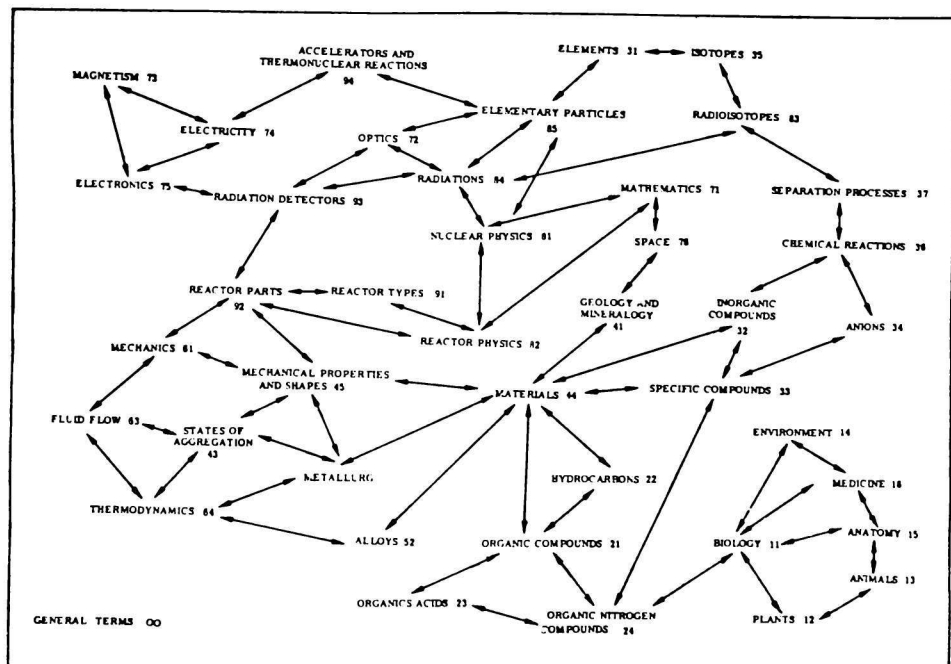 ACCELERATORS AND
THERMONUCLEAR REACTIONS
94
ELEMENTS 31
ISOTOPES 35
MAGNETISM 73
ELECTRICITY 74
OPTICS 72
ELEMENTARY PARTICLES
85
RADIOISOTOPES 83
ELECTRONICS 75
RADIATION DETECTORS 93
RADIATIONS 84
MATHEMATICS 71
SEPARATION PROCESSES 37
NUCLEAR PHYSICS 81
SPACE 78
CHEMICAL REACTIONS 36
REACTOR PARTS
92
REACTOR TYPES 91
GEOLOGY AND
MINERALOGY
41
INORGANIC
COMPOUNDS
32
ANIONS 34
MECHANICS 61
REACTOR PHYSICS 82
MECHANICAL PROPERTIES
AND SHAPES 45
MATERIALS 44
SPECIFIC COMPOUNDS 33
FLUID FLOW 63
STATES OF
AGGREGATION
43
ENVIRONMENT 14
METALLURG
HYDROCARBONS 22
MEDICINE 16
THERMODYNAMICS 64
ALLOYS 52
ORGANIC COMPOUNDS 21
BIOLOGY 11
ANATOMY 15
ANIMALS 13
ORGANICS ACIDS 23
ORGANIC NITROGEN
COMPOUNDS 24
PLANTS 12
GENERAL TERMS 00